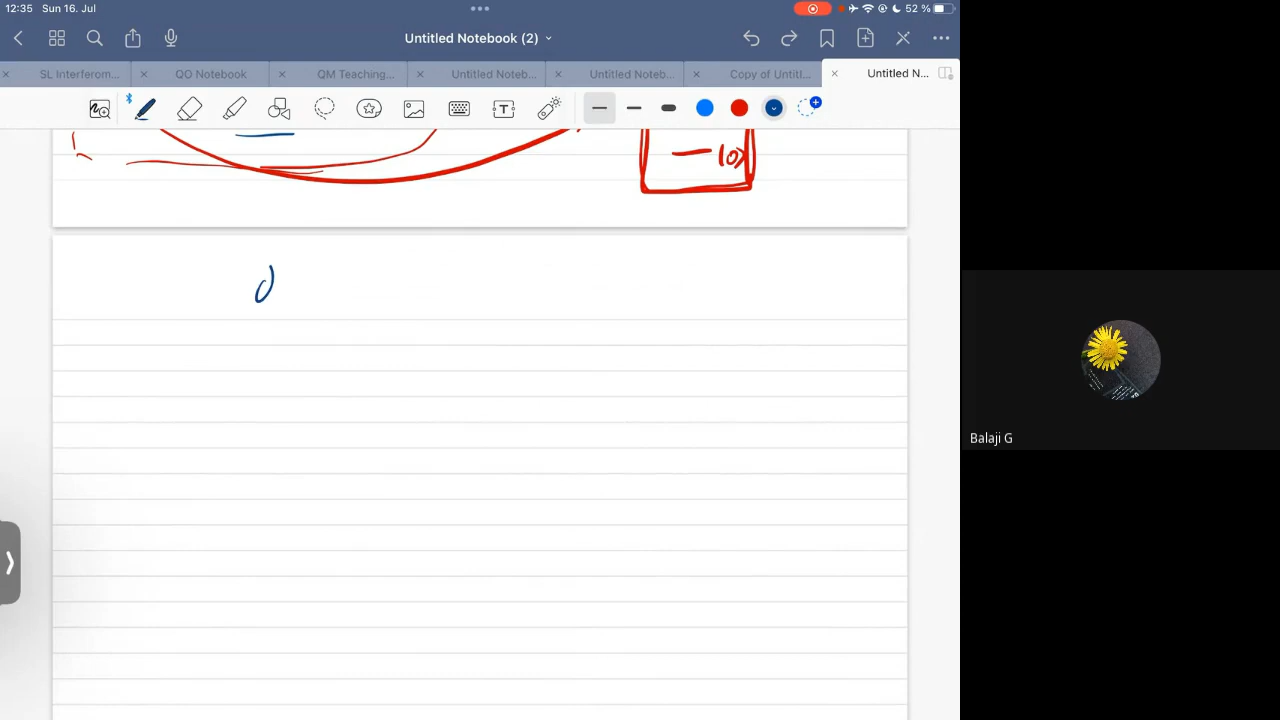 12:35 Sun 16. Jul
52 %
Untitled Notebook (2)
SL Interferom...
QO Notebook
QM Teaching...
Untitled Noteb...
Untitled Noteb...
Copy of Untitl...
Untitled N...
T
Balaji G